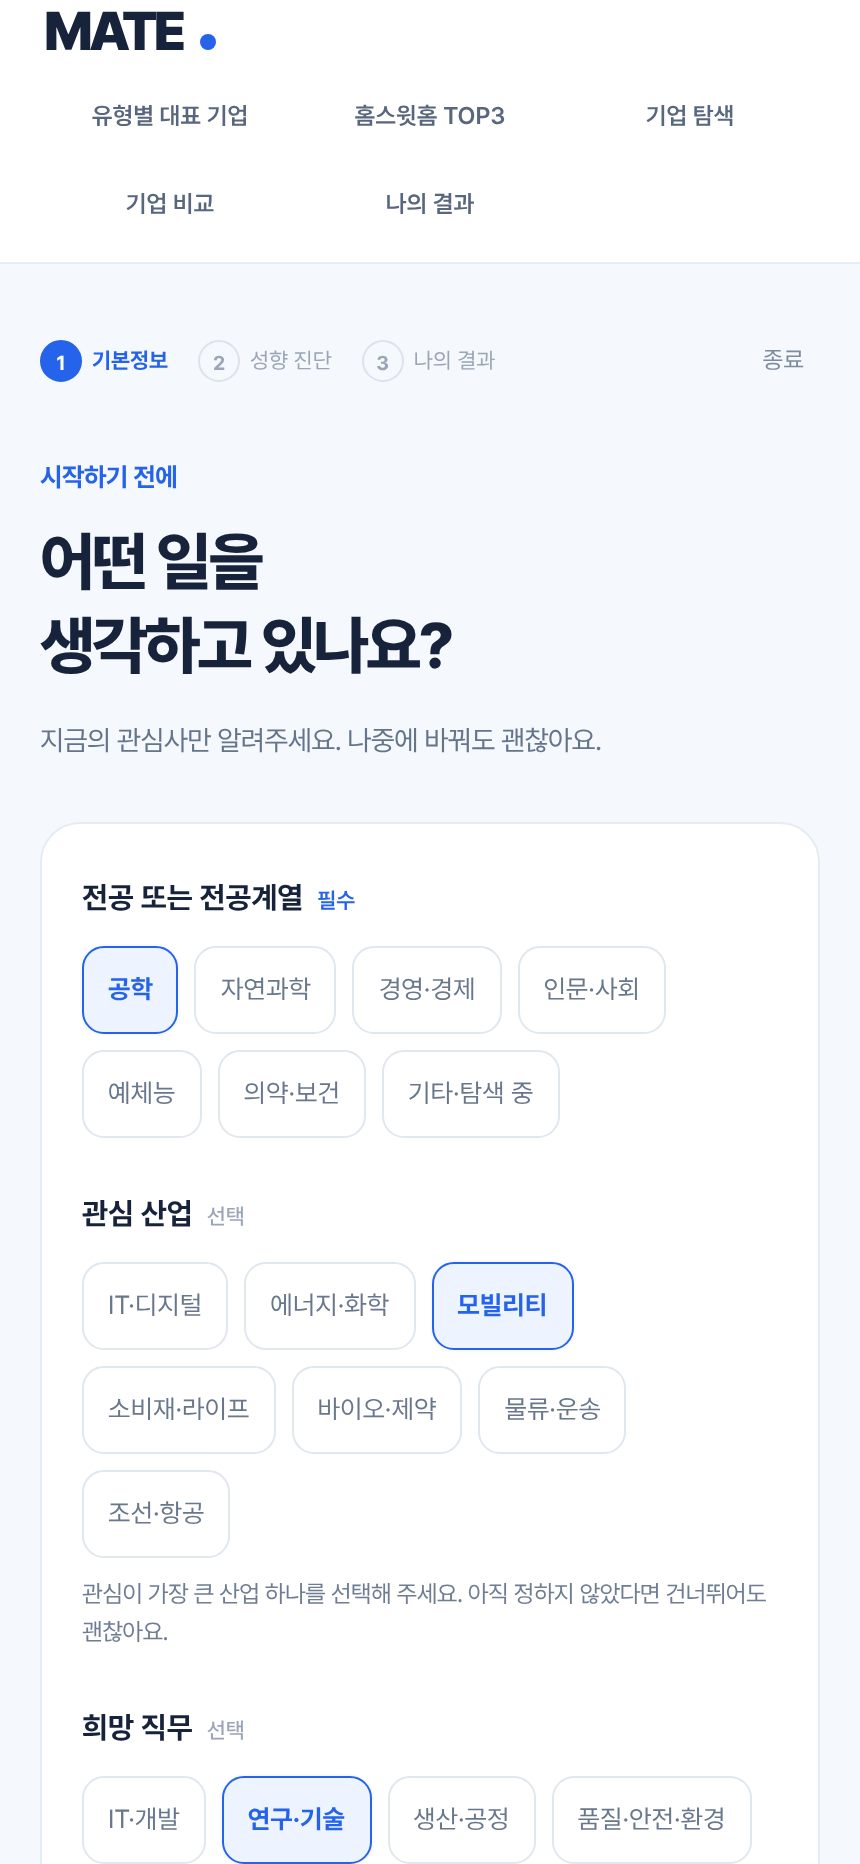 MATE.
유형별 대표 기업 홈스윗홈 TOP3 기업 탐색
기업 비교 나의 결과
1 기본정보 2 성향 진단 3 나의 결과 종료
시작하기 전에
어떤 일을
생각하고 있나요?
지금의 관심사만 알려주세요. 나중에 바꿔도 괜찮아요.
전공 또는 전공계열 필수
공학 자연과학 경영·경제 인문·사회
예체능 의약·보건 기타·탐색 중
관심 산업 선택
IT·디지털 에너지·화학 모빌리티
소비재·라이프 바이오·제약 물류·운송
조선·항공
관심이 가장 큰 산업 하나를 선택해 주세요. 아직 정하지 않았다면 건너뛰어도
괜찮아요.
희망 직무 선택
IT·개발 연구·기술 생산·공정 품질·안전·환경